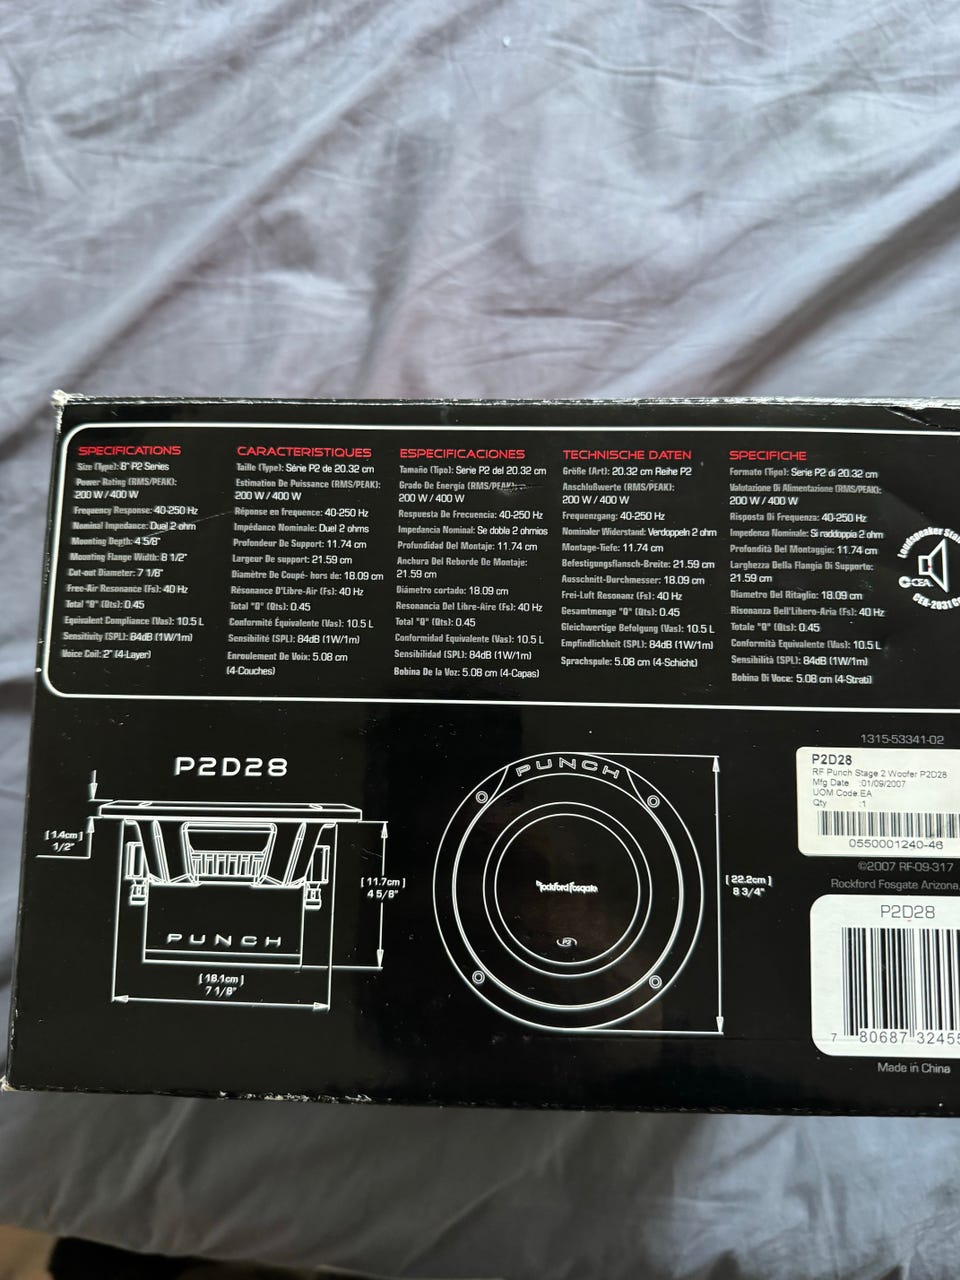 SPECIFICATIONS
Size (Type): 8" P2 Series
Power Rating (RMS/PEAK):
200 W / 400 W
Frequency Response: 40-250 Hz
Nominal Impedance: Duel 2 ohm
Mounting Depth: 4 5/8"
Mounting Flange Width: 8 1/2"
Cut-out Diameter: 7 1/8"
Free-Air Resonance (Fs): 40 Hz
Total "Q" (Qts): 0.45
Equivalent Compliance (Vas): 10.5 L
Sensitivity (SPL): 84dB (1W/1m)
Voice Coil: 2" (4-Layer)
CARACTERISTIQUES
Taille (Type): Série P2 de 20.32 cm
Estimation De Puissance (RMS/PEAK):
200 W / 400 W
Réponse en frequence: 40-250 Hz
Impédance Nominale: Duel 2 ohms
Profondeur De Support: 11.74 cm
Largeur De support: 21.59 cm
Diamètre De Coupé- hors de: 18.09 cm
Résonance D'Libre-Air (Fs): 40 Hz
Total "Q" (Qts): 0.45
Conformité Équivalente (Vas): 10.5 L
Sensibilité (SPL): 84dB (1W/1m)
Enroulement De Voix: 5.08 cm
(4-Couches)
ESPECIFICACIONES
Tamaño (Tipo): Serie P2 del 20.32 cm
Grado De Energía (RMS/PEAK):
200 W / 400 W
Respuesta De Frecuencia: 40-250 Hz
Impedancia Nominal: Se dobla 2 ohmios
Profundidad Del Montaje: 11.74 cm
Anchura Del Reborde De Montaje:
21.59 cm
Diámetro cortado: 18.09 cm
Resonancia Del Libre-Aire (Fs): 40 Hz
Total "Q" (Qts): 0.45
Conformidad Equivalente (Vas): 10.5 L
Sensibilidad (SPL): 84dB (1W/1m)
Bobina De la Voz: 5.08 cm (4-Capas)
TECHNISCHE DATEN
Größe (Art): 20.32 cm Reihe P2
Anschlußwerte (RMS/PEAK):
200 W / 400 W
Frequenzgang: 40-250 Hz
Nominaler Widerstand: Verdoppeln 2 ohm
Montage-Tiefe: 11.74 cm
Befestigungsflansch-Breite: 21.59 cm
Ausschnitt-Durchmesser: 18.09 cm
Frei-Luft Resonanz (Fs): 40 Hz
Gesamtmenge "Q" (Qts): 0.45
Gleichwertige Befolgung (Vas): 10.5 L
Empfindlichkeit (SPL): 84dB (1W/1m)
Sprachspule: 5.08 cm (4-Schicht)
SPECIFICHE
Formato (Tipo): Serie P2 di 20.32 cm
Valutazione Di Alimentazione (RMS/PEAK):
200 W / 400 W
Risposta Di Frequenza: 40-250 Hz
Impedenza Nominale: Si raddoppia 2 ohm
Profondità Del Montaggio: 11.74 cm
Larghezza Della Flangia Di Supporto:
21.59 cm
Diametro Del Ritaglio: 18.09 cm
Risonanza Dell'Libero-Aria (Fs): 40 Hz
Totale "Q" (Qts): 0.45
Conformità Equivalente (Vas): 10.5 L
Sensibilità (SPL): 84dB (1W/1m)
Bobina Di Voce: 5.08 cm (4-Strati)
Loudspeaker
CEA
CEA-2031
P2D28
[1.4cm]
1/2"
[11.7cm]
4 5/8"
PUNCH
[18.1cm]
7 1/8"
PUNCH
Rockford Fosgate
P2
[22.2cm]
8 3/4"
1315-53341-02
P2D28
RF Punch Stage 2 Woofer P2D28
Mfg Date :01/09/2007
UOM Code:EA
Qty :1
0550001240-46
©2007 RF-09-317
Rockford Fosgate Arizona,
P2D28
7 80687 32455
Made in China